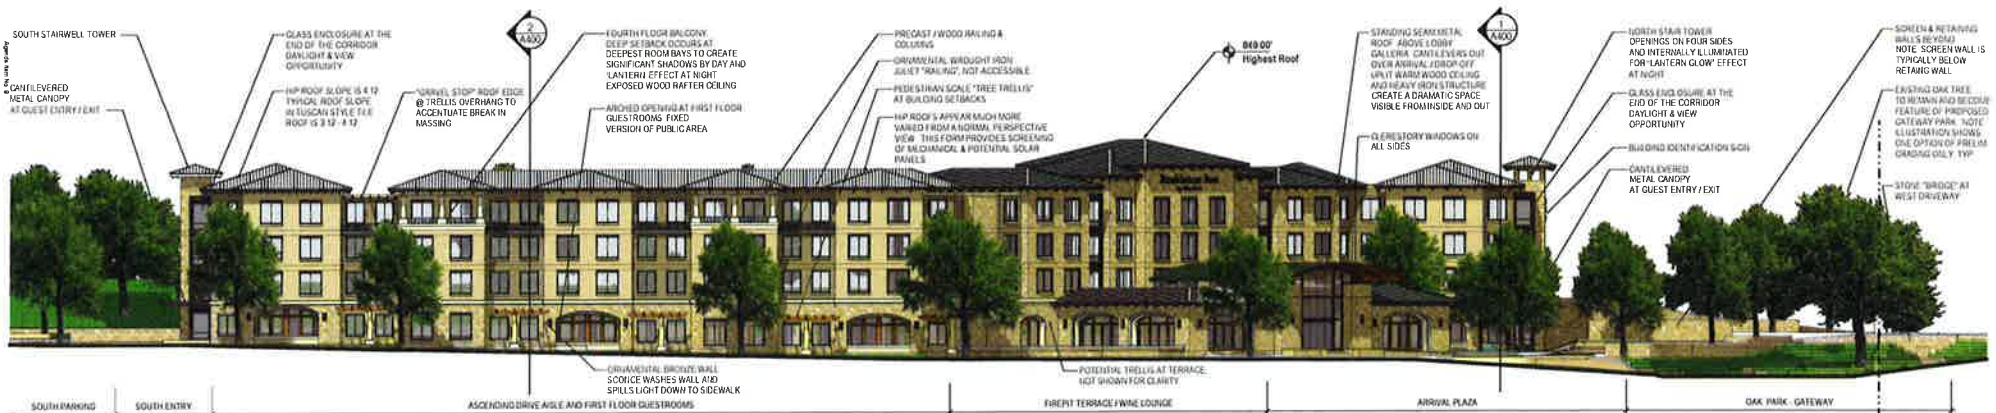 Agenda Item No. 9
SOUTH STAIRWELL TOWER
CANTILEVERED
METAL CANOPY
AT GUEST ENTRY / EXIT
GLASS ENCLOSURE AT THE
END OF THE CORRIDOR
DAYLIGHT & VIEW
OPPORTUNITY
HIP ROOF SLOPE IS 4:12
TYPICAL ROOF SLOPE
IN TUSCAN STYLE TILE
ROOF IS 3:12 - 4:12
"GRAVEL STOP" ROOF EDGE
@ TRELLIS OVERHANG TO
ACCENTUATE BREAK IN
MASSING
2
A400
FOURTH FLOOR BALCONY.
DEEP SETBACK OCCURS AT
DEEPEST ROOM BAYS TO CREATE
SIGNIFICANT SHADOWS BY DAY AND
'LANTERN EFFECT AT NIGHT
EXPOSED WOOD RAFTER CEILING
ARCHED OPENING AT FIRST FLOOR
GUESTROOMS FIXED
VERSION OF PUBLIC AREA
PRECAST / WOOD RAILING &
COLUMNS
ORNAMENTAL WROUGHT IRON
JULIET "RAILING", NOT ACCESSIBLE
PEDESTRIAN SCALE "TREE TRELLIS"
AT BUILDING SETBACKS
HIP ROOFS APPEAR MUCH MORE
VARIED FROM A NORMAL PERSPECTIVE
VIEW. THIS FORM PROVIDES SCREENING
OF MECHANICAL & POTENTIAL SOLAR
PANELS
849.00'
Highest Roof
STANDING SEAM METAL
ROOF ABOVE LOBBY
GALLERIA CANTILEVERS OUT
OVER ARRIVAL / DROP OFF
UPLIT WARM WOOD CEILING
AND HEAVY IRON STRUCTURE
CREATE A DRAMATIC SPACE
VISIBLE FROM INSIDE AND OUT
CLERESTORY WINDOWS ON
ALL SIDES
1
A400
NORTH STAIR TOWER
OPENINGS ON FOUR SIDES
AND INTERNALLY ILLUMINATED
FOR "LANTERN GLOW" EFFECT
AT NIGHT
GLASS ENCLOSURE AT THE
END OF THE CORRIDOR
DAYLIGHT & VIEW
OPPORTUNITY
BUILDING IDENTIFICATION SIGN
CANTILEVERED
METAL CANOPY
AT GUEST ENTRY / EXIT
SCREEN & RETAINING
WALLS BEYOND
NOTE SCREEN WALL IS
TYPICALLY BELOW
RETAING WALL
EXISTING OAK TREE
TO REMAIN AND BECOME
FEATURE OF PROPOSED
GATEWAY PARK. NOTE
ILLUSTRATION SHOWS
ONE OPTION OF PRELIM
GRADING ONLY, TYP
STONE "BRIDGE" AT
WEST DRIVEWAY
Residence Inn
ORNAMENTAL BRONZE WALL
SCONCE WASHES WALL AND
SPILLS LIGHT DOWN TO SIDEWALK
POTENTIAL TRELLIS AT TERRACE,
NOT SHOWN FOR CLARITY
SOUTH PARKING
SOUTH ENTRY
ASCENDING DRIVE AISLE AND FIRST FLOOR GUESTROOMS
FIREPIT TERRACE / WINE LOUNGE
ARRIVAL PLAZA
OAK PARK - GATEWAY